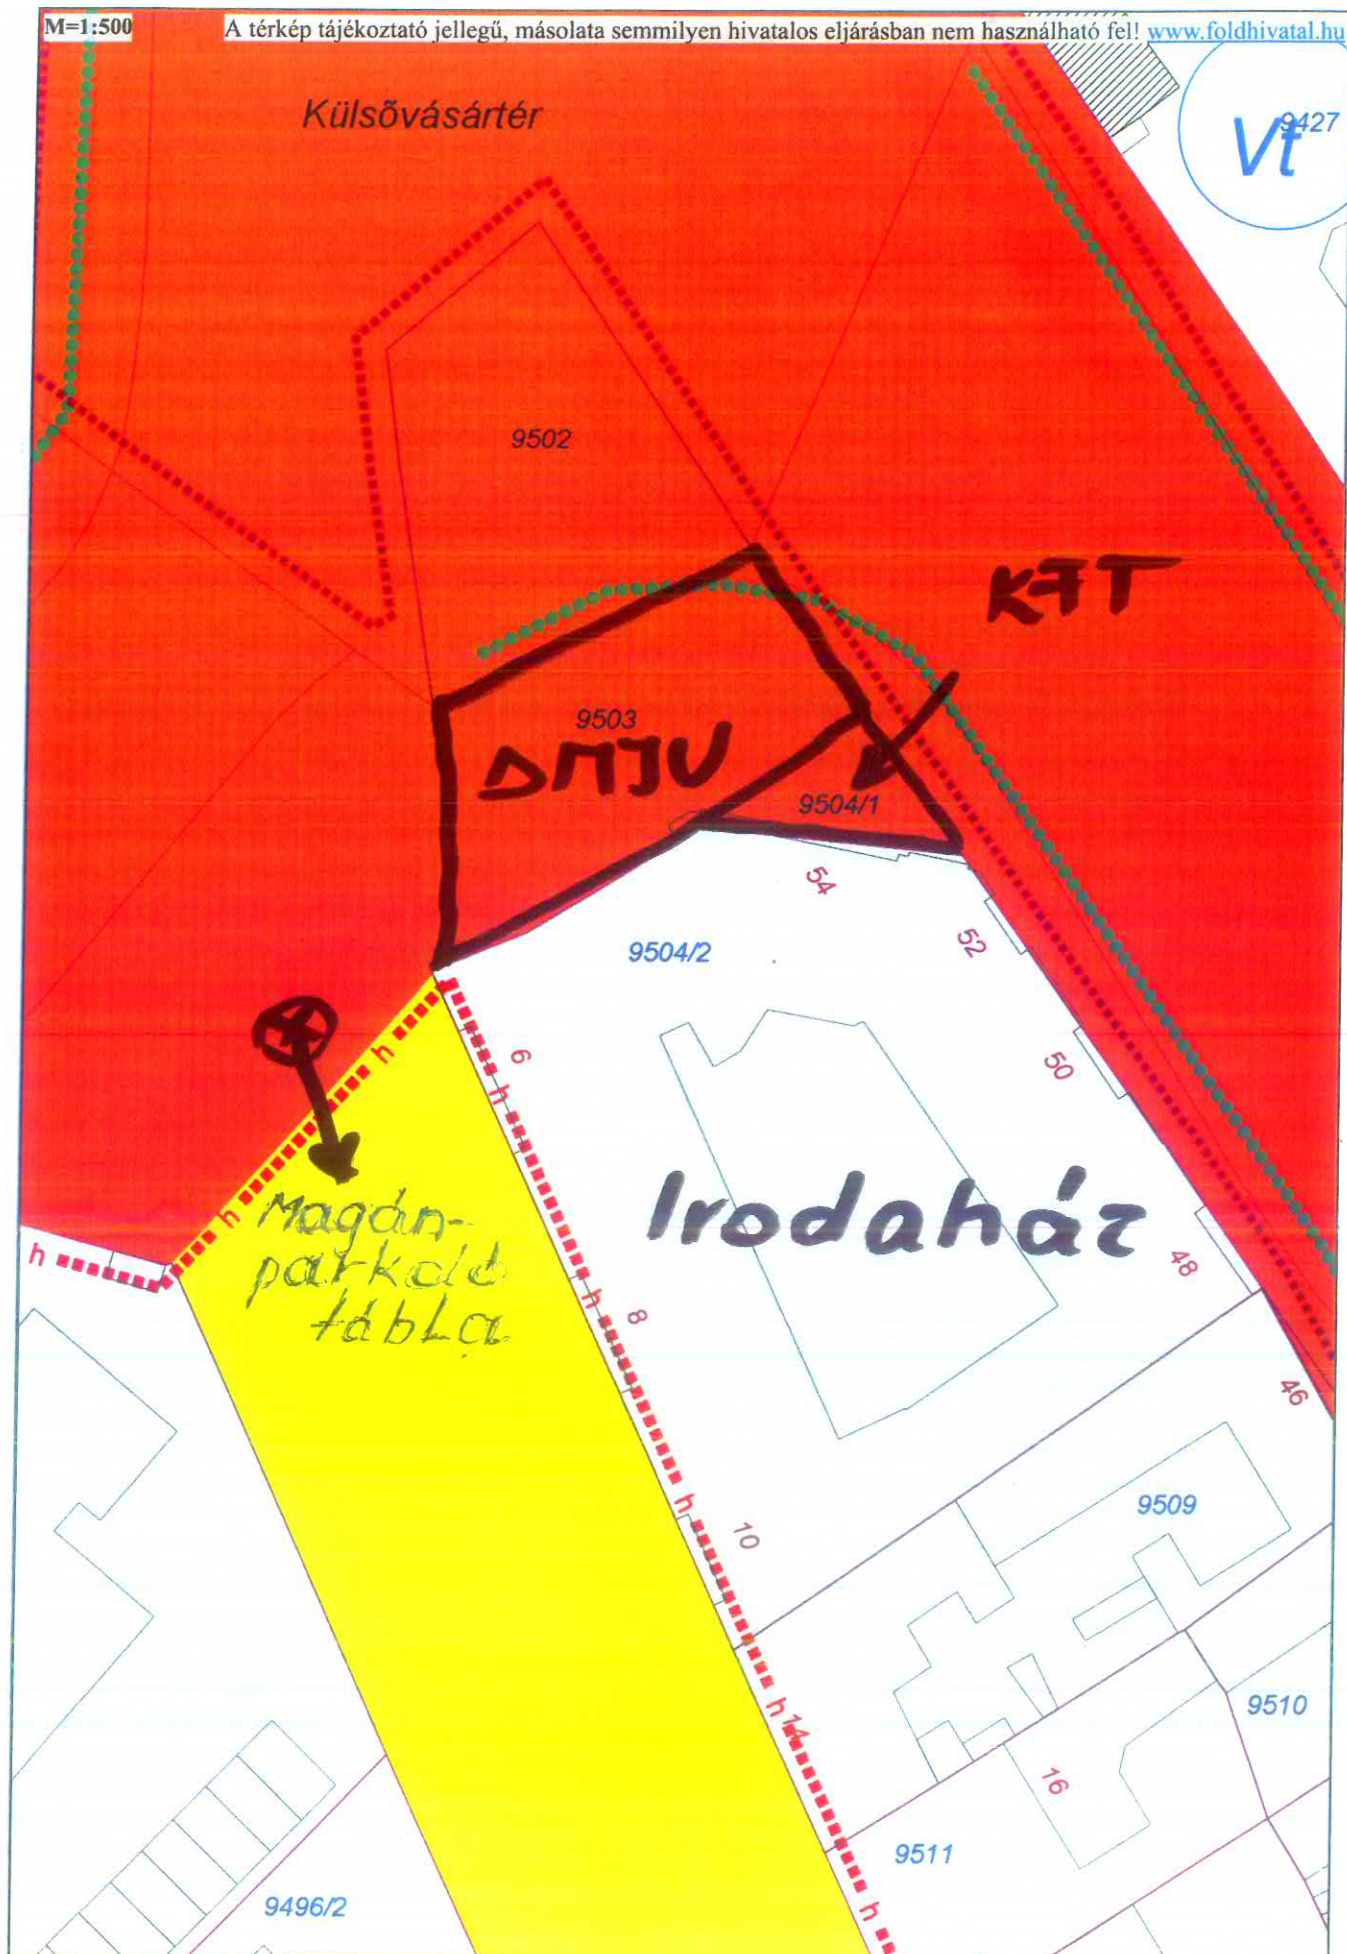 M=1:500
A térkép tájékoztató jellegű, másolata semmilyen hivatalos eljárásban nem használható fel! www.foldhivatal.hu
Külsõvásártér
9427
Vt
9502
KFT
9503
DMJV
9504/1
54
9504/2
52
6
50
h
h
Irodaház
h
Magán-
parkoló
tábla
48
h
h
8
46
h
9509
10
h
14
9510
16
9511
9496/2
h